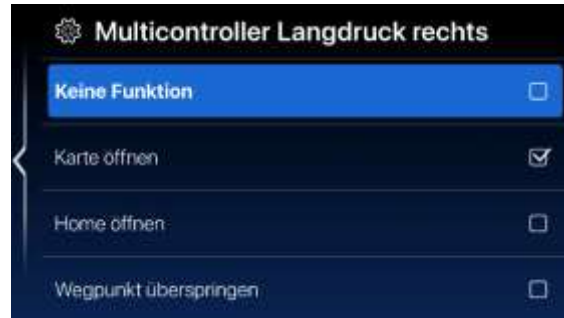 Multicontroller Langdruck rechts
Keine Funktion
Karte öffnen
Home öffnen
Wegpunkt überspringen